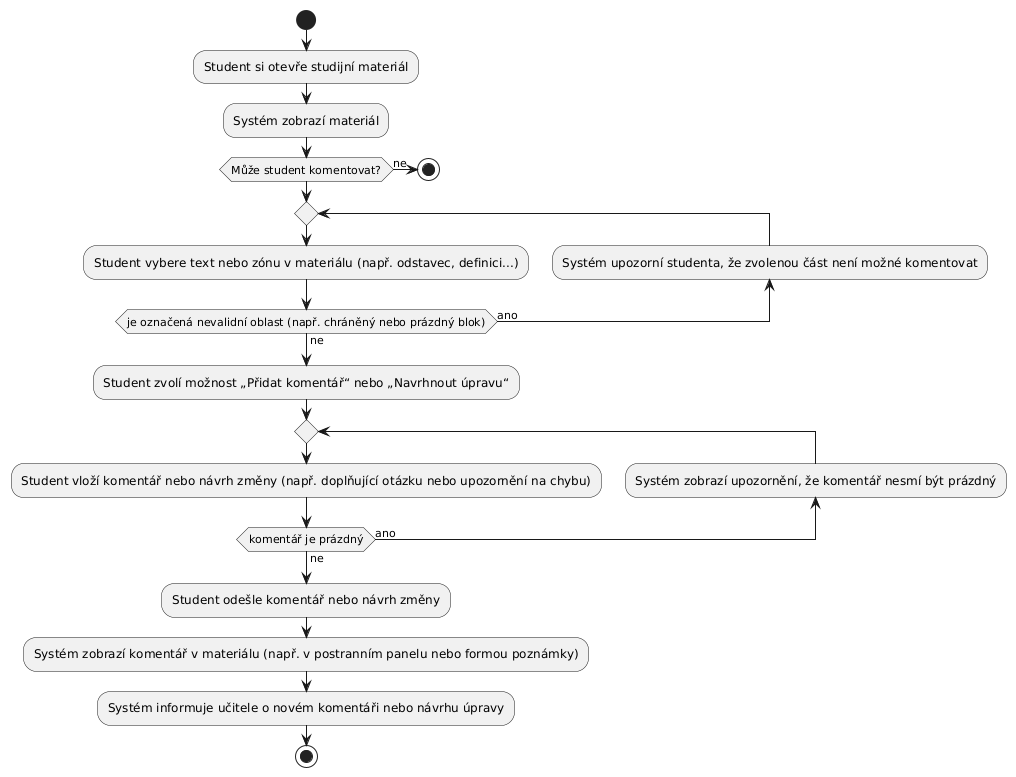 Student si otevře studijní materiál
Systém zobrazí materiál
Může student komentovat?
ne
Student vybere text nebo zónu v materiálu (např. odstavec, definici...)
Systém upozorní studenta, že zvolenou část není možné komentovat
je označená nevalidní oblast (např. chráněný nebo prázdný blok)
ano
ne
Student zvolí možnost „Přidat komentář“ nebo „Navrhnout úpravu“
Student vloží komentář nebo návrh změny (např. doplňující otázku nebo upozornění na chybu)
Systém zobrazí upozornění, že komentář nesmí být prázdný
komentář je prázdný
ano
ne
Student odešle komentář nebo návrh změny
Systém zobrazí komentář v materiálu (např. v postranním panelu nebo formou poznámky)
Systém informuje učitele o novém komentáři nebo návrhu úpravy